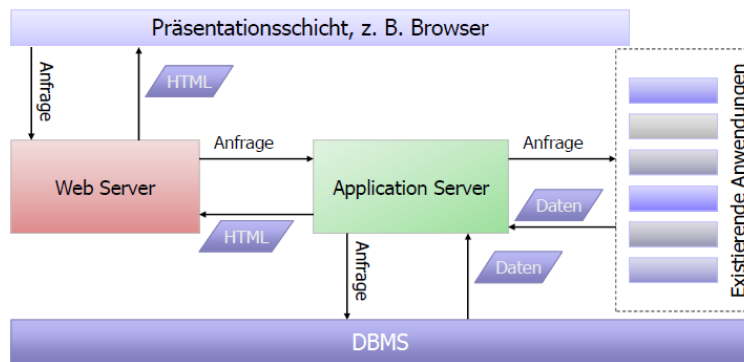 Präsentationsschicht, z. B. Browser
Anfrage
HTML
Existierende Anwendungen
Web Server
Anfrage
Application Server
Anfrage
HTML
Daten
Anfrage
Daten
DBMS